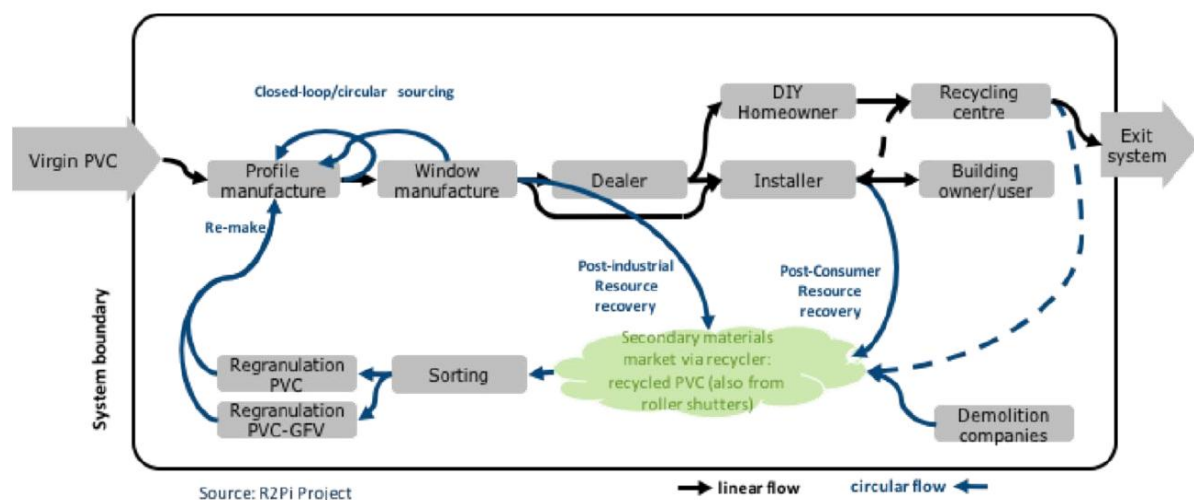 Closed-loop/circular sourcing
Virgin PVC
Profile
manufacture
Window
manufacture
Dealer
DIY
Homeowner
Installer
Recycling
centre
Building
owner/user
Exit
system
Re-make
Post-industrial
Resource
recovery
Post-Consumer
Resource
recovery
System boundary
Regranulation
PVC
Regranulation
PVC-GFV
Sorting
Secondary materials
market via recycler:
recycled PVC (also from
roller shutters)
Demolition
companies
Source: R2Pi Project
linear flow
circular flow